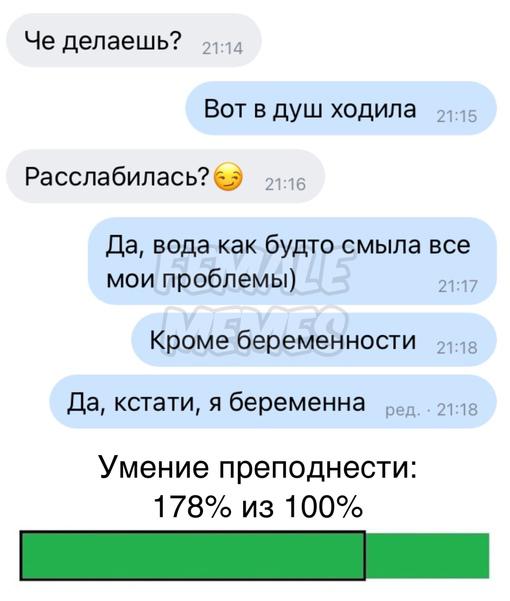 Че делаешь? 21:14
Вот в душ ходила 21:15
Расслабилась?😏 21:16
Да, вода как будто смыла все
мои проблемы) 21:17
FEMALE
MEMES
Кроме беременности 21:18
Да, кстати, я беременна ред. · 21:18
Умение преподнести:
178% из 100%